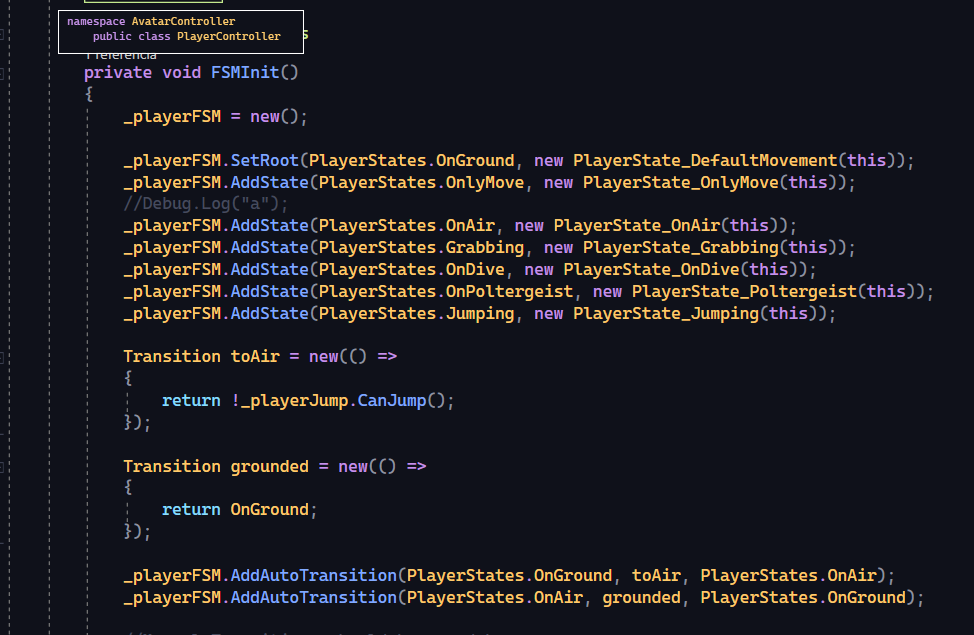 namespace AvatarController
public class PlayerController
s
1 referencia
private void FSMInit()
{
_playerFSM = new();
_playerFSM.SetRoot(PlayerStates.OnGround, new PlayerState_DefaultMovement(this));
_playerFSM.AddState(PlayerStates.OnlyMove, new PlayerState_OnlyMove(this));
//Debug.Log("a");
_playerFSM.AddState(PlayerStates.OnAir, new PlayerState_OnAir(this));
_playerFSM.AddState(PlayerStates.Grabbing, new PlayerState_Grabbing(this));
_playerFSM.AddState(PlayerStates.OnDive, new PlayerState_OnDive(this));
_playerFSM.AddState(PlayerStates.OnPoltergeist, new PlayerState_Poltergeist(this));
_playerFSM.AddState(PlayerStates.Jumping, new PlayerState_Jumping(this));
Transition toAir = new(() =>
{
return !_playerJump.CanJump();
});
Transition grounded = new(() =>
{
return OnGround;
});
_playerFSM.AddAutoTransition(PlayerStates.OnGround, toAir, PlayerStates.OnAir);
_playerFSM.AddAutoTransition(PlayerStates.OnAir, grounded, PlayerStates.OnGround);